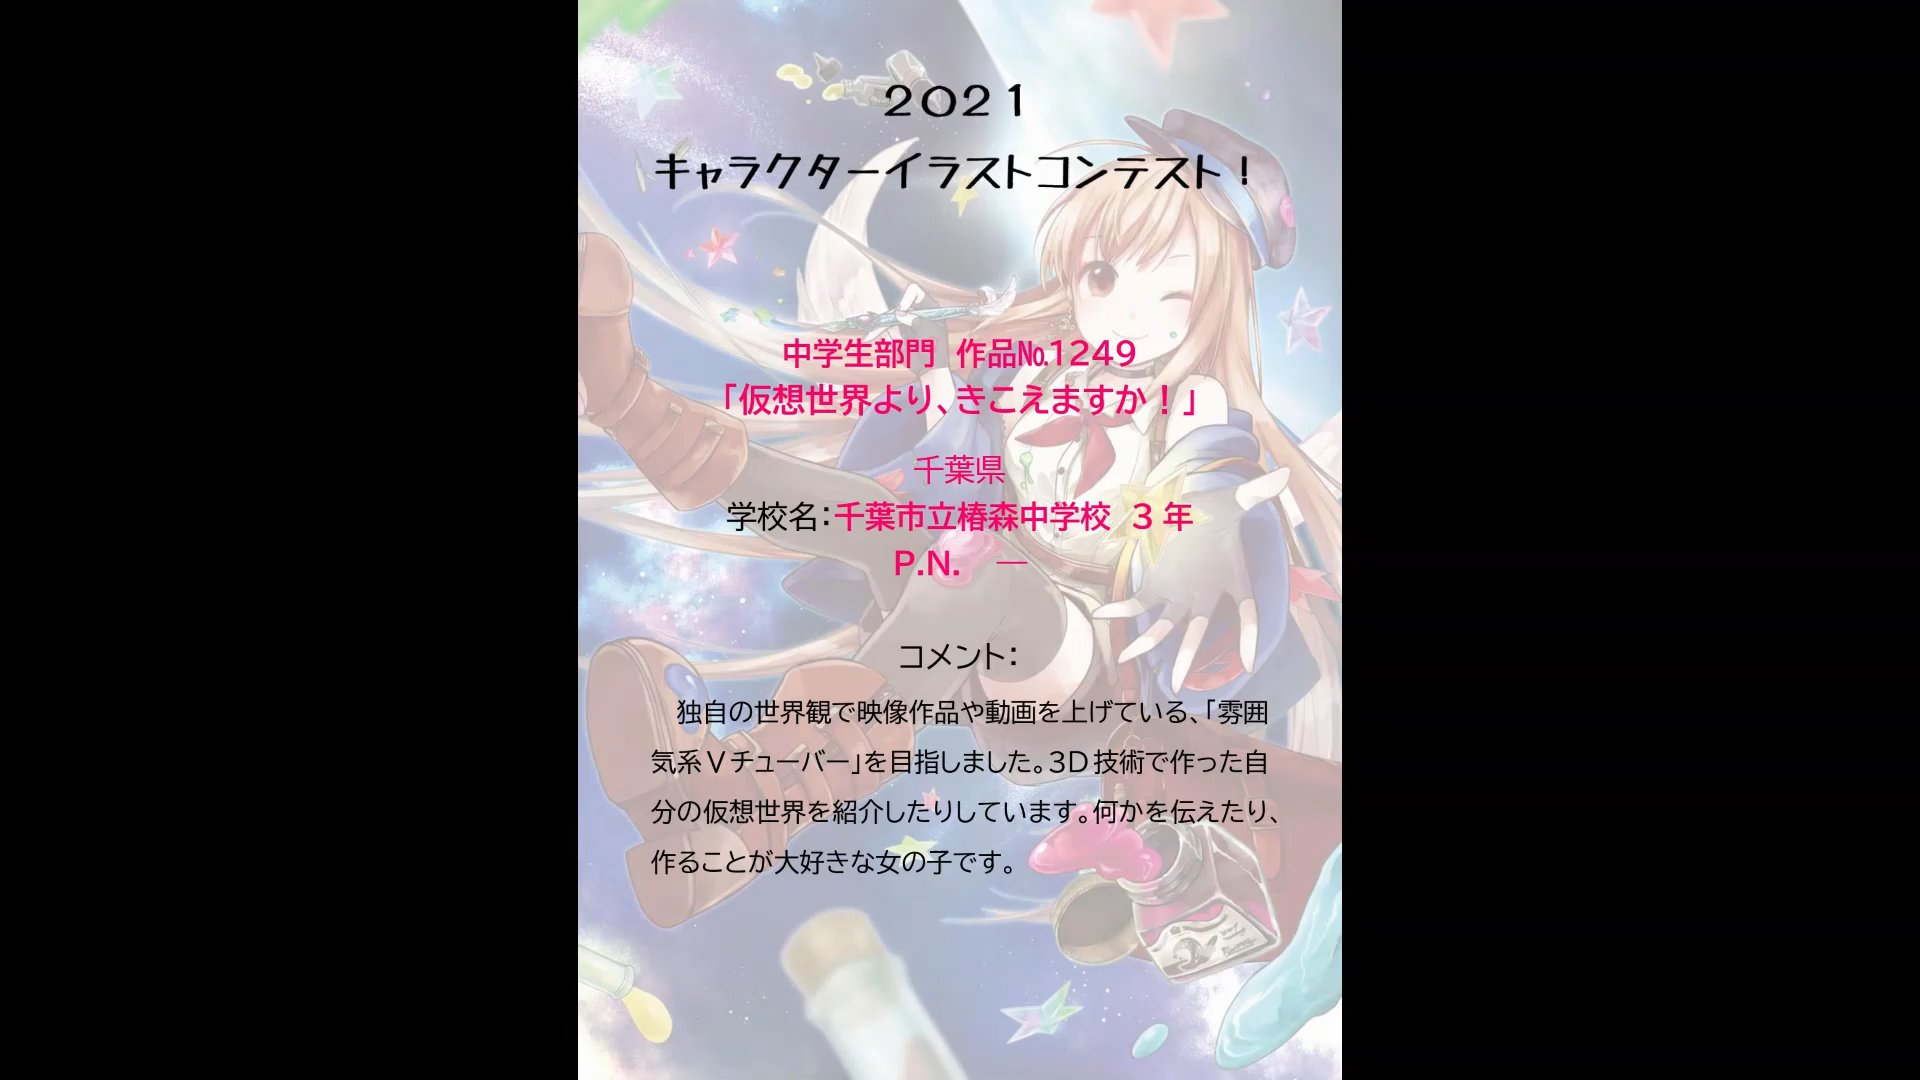 2021
キャラクターイラストコンテスト！
中学生部門　作品№1249
「仮想世界より、きこえますか！」
千葉県
学校名：千葉市立椿森中学校　3年
P.N.　―
コメント：
　独自の世界観で映像作品や動画を上げている、「雰囲
気系Vチューバー」を目指しました。3D技術で作った自
分の仮想世界を紹介したりしています。何かを伝えたり、
作ることが大好きな女の子です。